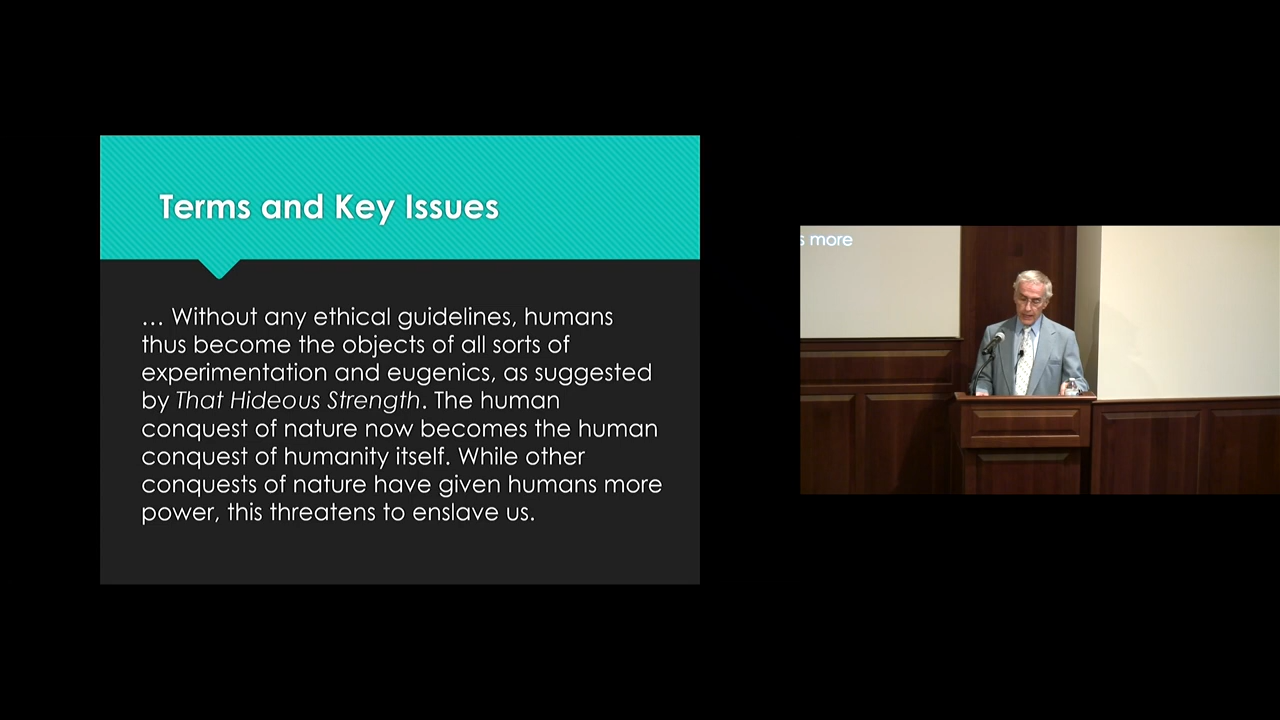 Terms and Key Issues
… Without any ethical guidelines, humans
thus become the objects of all sorts of
experimentation and eugenics, as suggested
by That Hideous Strength. The human
conquest of nature now becomes the human
conquest of humanity itself. While other
conquests of nature have given humans more
power, this threatens to enslave us.
s more